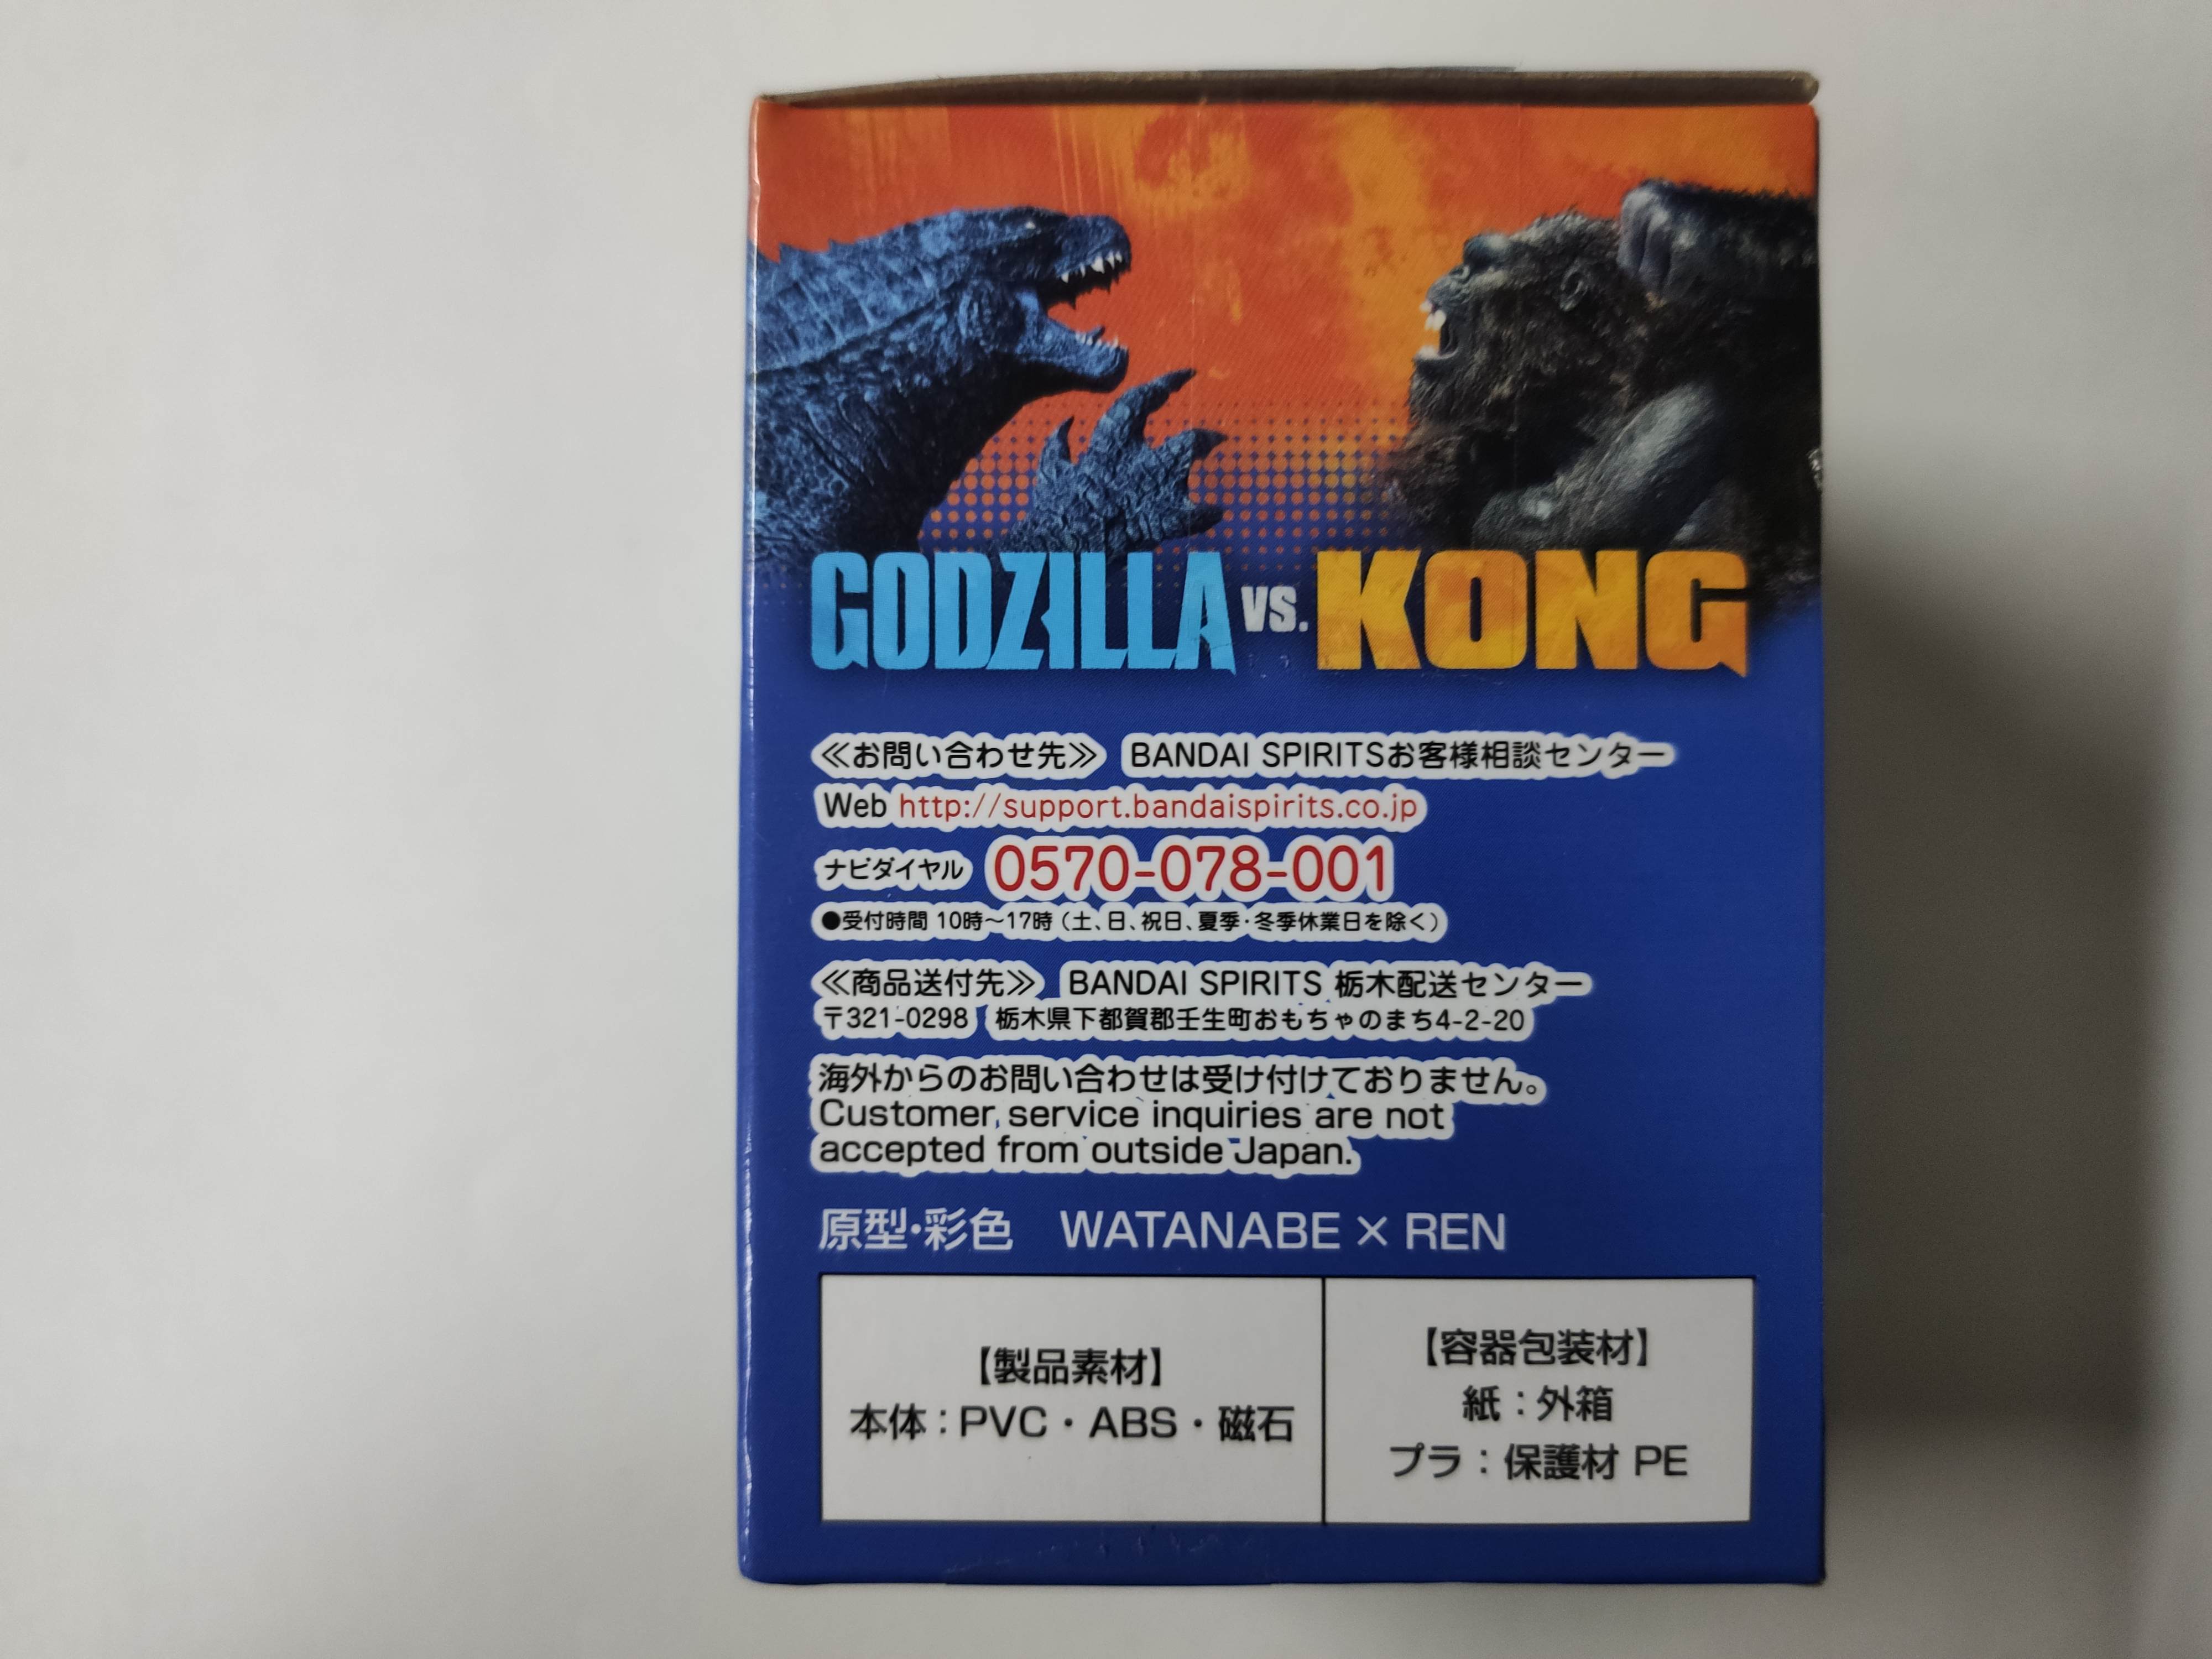 GODZILLA vs. KONG
≪お問い合わせ先≫ BANDAI SPIRITSお客様相談センター
Web http://support.bandaispirits.co.jp
ナビダイヤル 0570-078-001
●受付時間 10時～17時（土、日、祝日、夏季・冬季休業日を除く）
≪商品送付先≫ BANDAI SPIRITS 栃木配送センター
〒321-0298 栃木県下都賀郡壬生町おもちゃのまち4-2-20
海外からのお問い合わせは受け付けておりません。
Customer service inquiries are not
accepted from outside Japan.
原型・彩色 WATANABE × REN
【製品素材】
本体：PVC・ABS・磁石
【容器包装材】
紙：外箱
プラ：保護材 PE